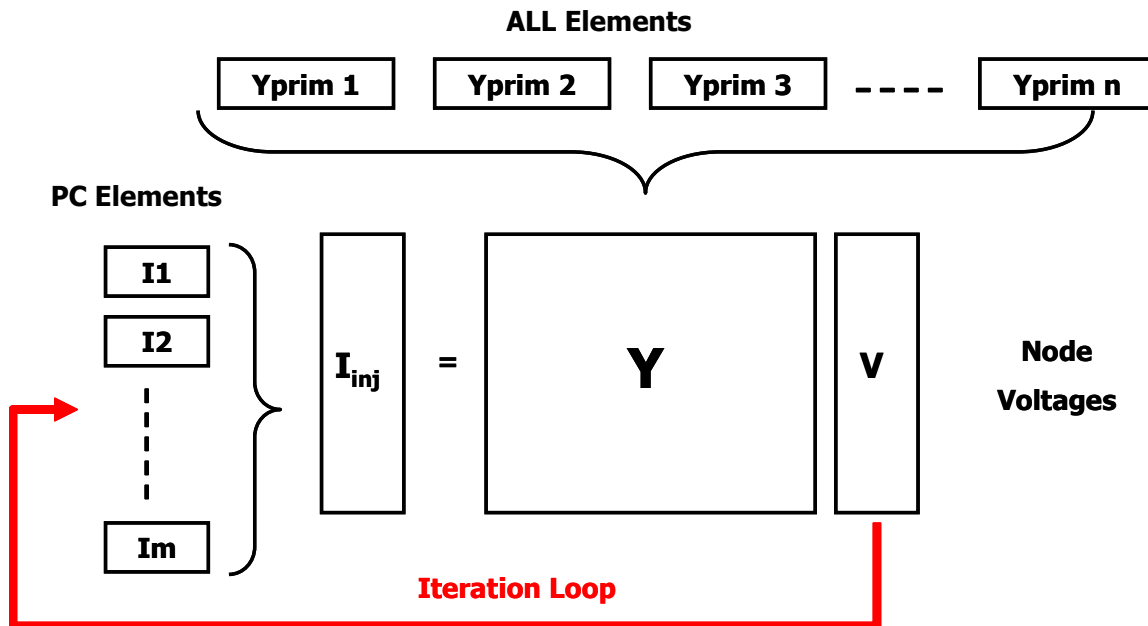 ALL Elements
Yprim 1 Yprim 2 Yprim 3 Yprim n
PC Elements
I1
I2
Im
Iinj = Y V
Node
Voltages
Iteration Loop